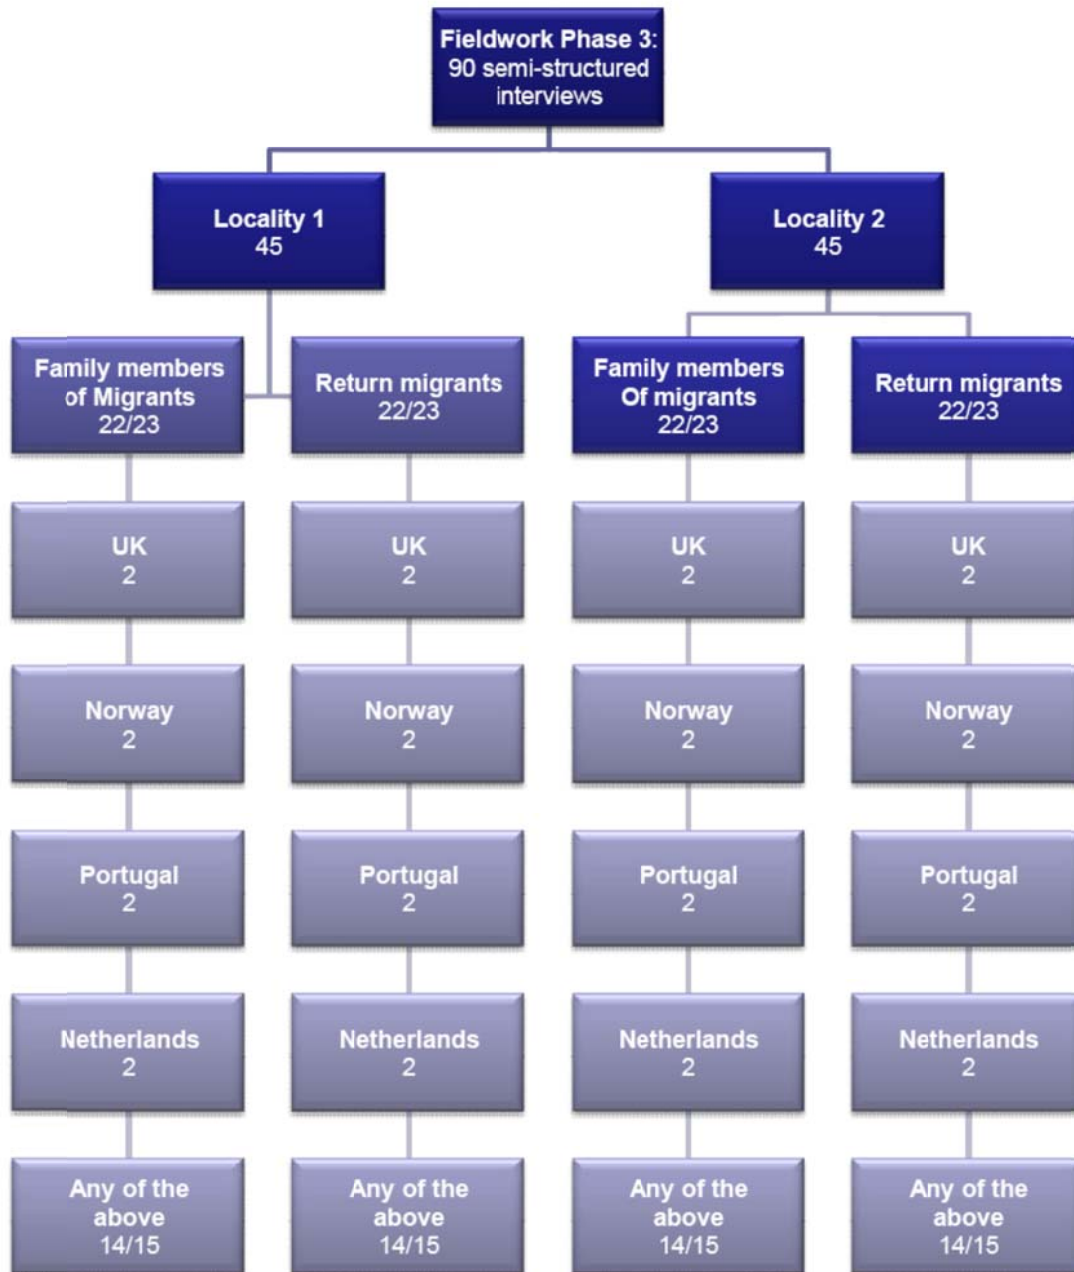 Fieldwork Phase 3:
90 semi-structured
interviews
Locality 1
45
Locality 2
45
Family members
of Migrants
22/23
Return migrants
22/23
Family members
Of migrants
22/23
Return migrants
22/23
UK
2
UK
2
UK
2
UK
2
Norway
2
Norway
2
Norway
2
Norway
2
Portugal
2
Portugal
2
Portugal
2
Portugal
2
Netherlands
2
Netherlands
2
Netherlands
2
Netherlands
2
Any of the
above
14/15
Any of the
above
14/15
Any of the
above
14/15
Any of the
above
14/15